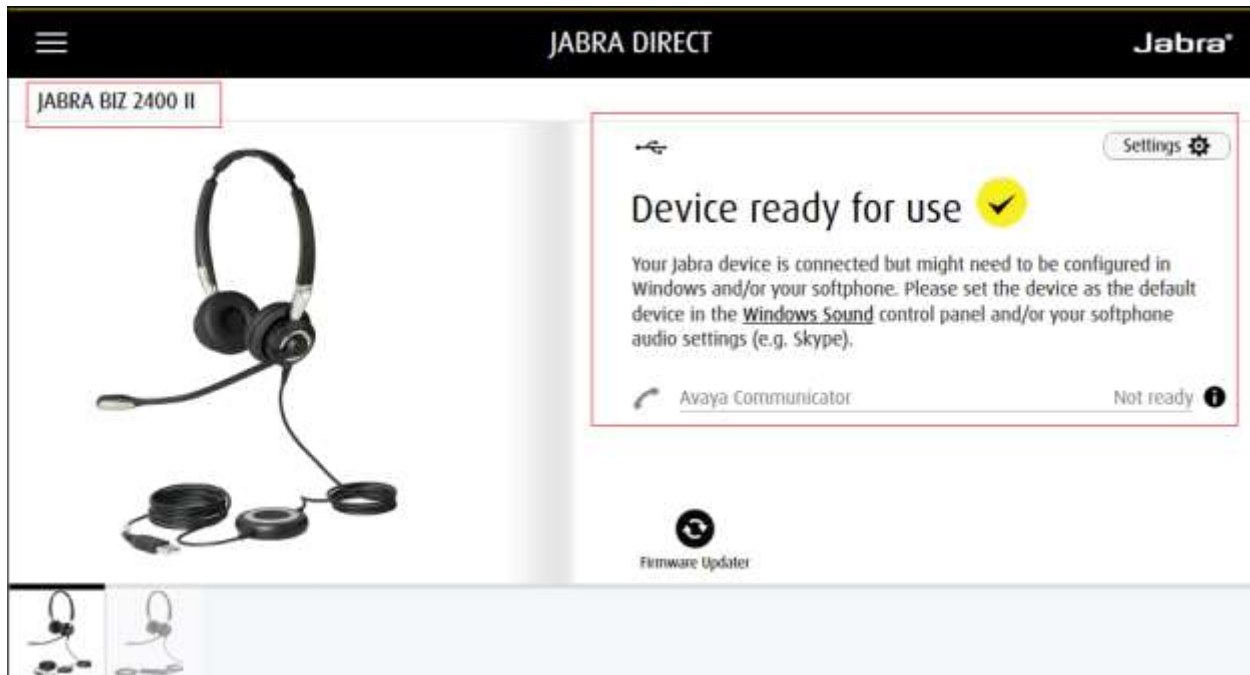 JABRA DIRECT
Jabra
JABRA BIZ 2400 II
Settings
Device ready for use
Your Jabra device is connected but might need to be configured in
Windows and/or your softphone. Please set the device as the default
device in the Windows Sound control panel and/or your softphone
audio settings (e.g. Skype).
Avaya Communicator Not ready
Firmware Updater